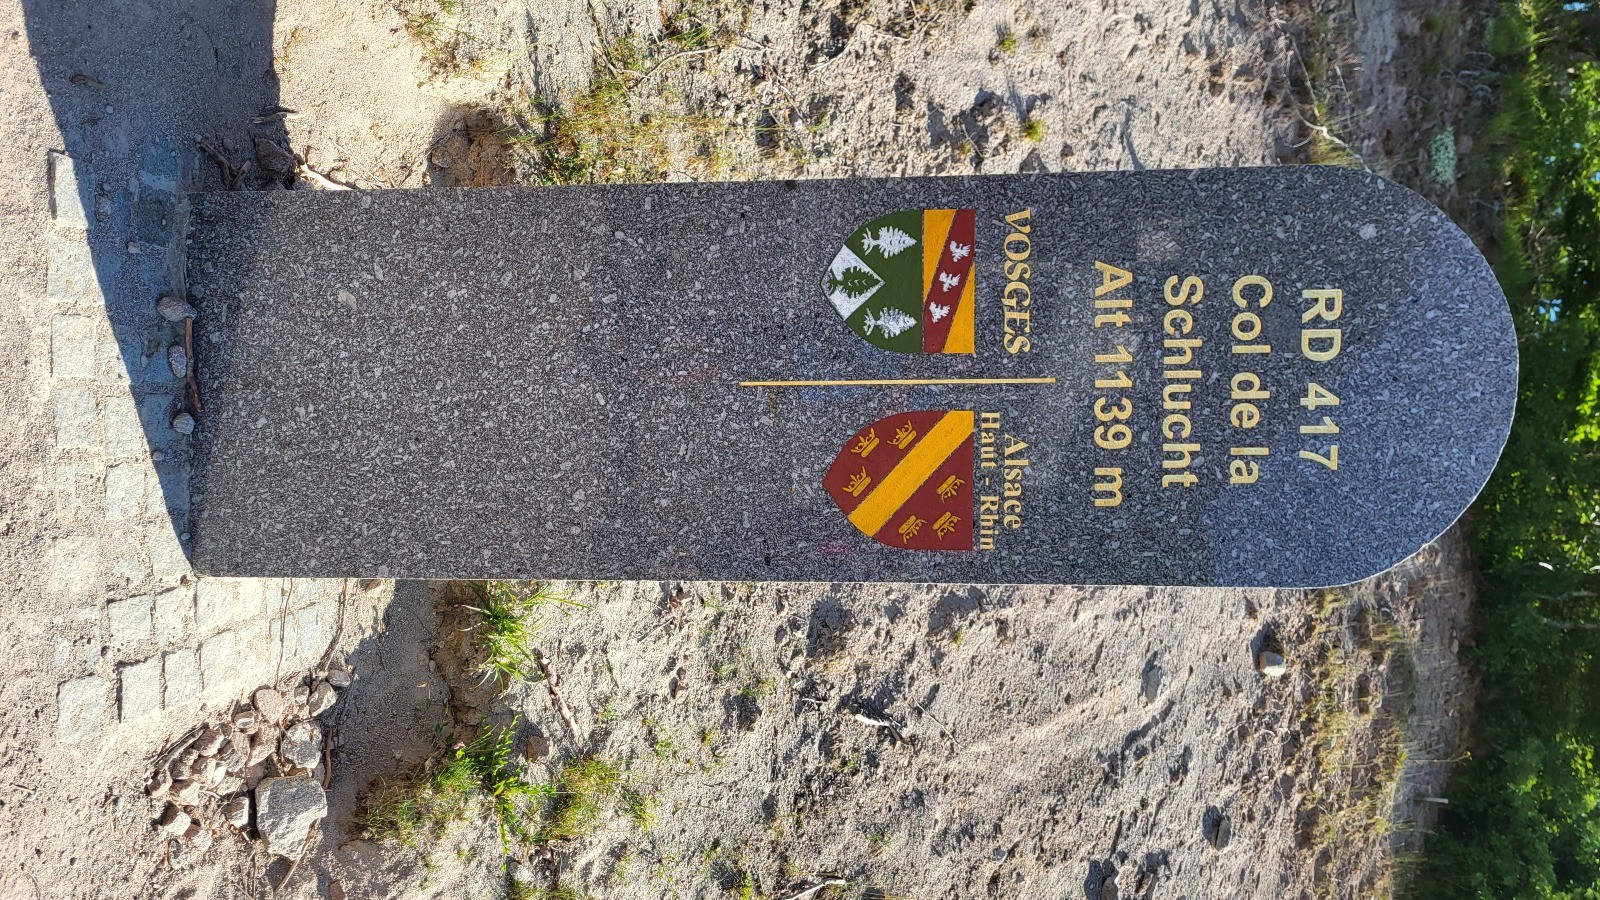 RD 417
Col de la
Schlucht
Alt 1139 m
VOSGES
Alsace
Haut - Rhin